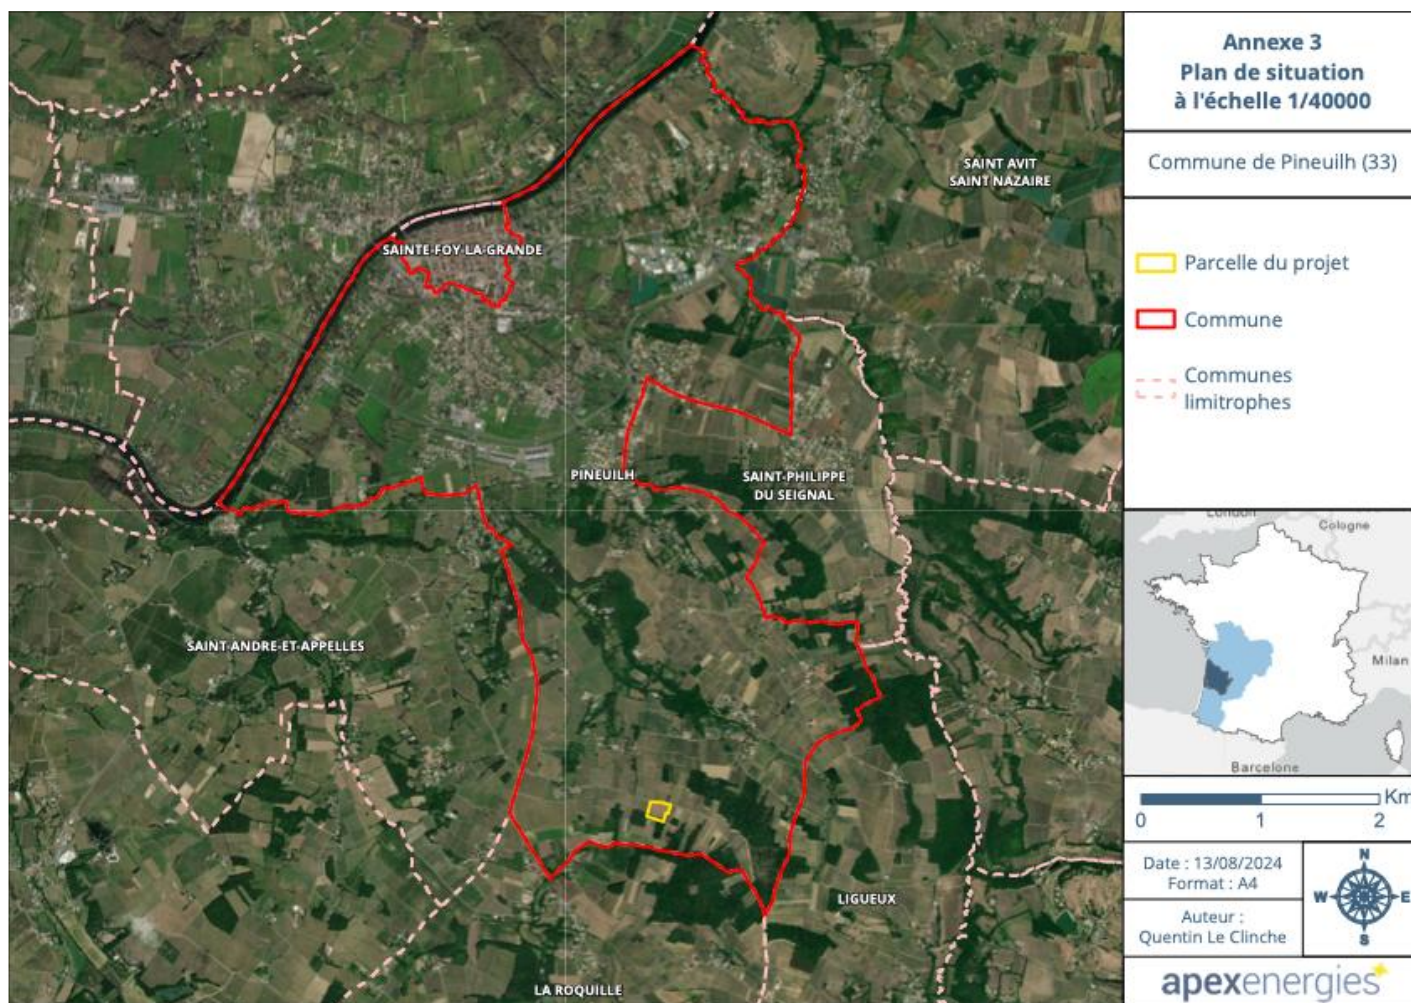 Annexe 3
Plan de situation
à l'échelle 1/40000
Commune de Pineuilh (33)
Parcelle du projet
Commune
Communes
limitrophes
SAINT AVIT
SAINT NAZAIRE
SAINTE-FOY-LA-GRANDE
PINEUILH
SAINT-PHILIPPE
DU SEIGNAL
SAINT-ANDRE-ET-APPELLES
LIGUEUX
LA ROQUILLE
London
Cologne
Milan
Barcelone
Km
0 1 2
Date : 13/08/2024
Format : A4
Auteur :
Quentin Le Clinche
N
W E
S
apexenergies